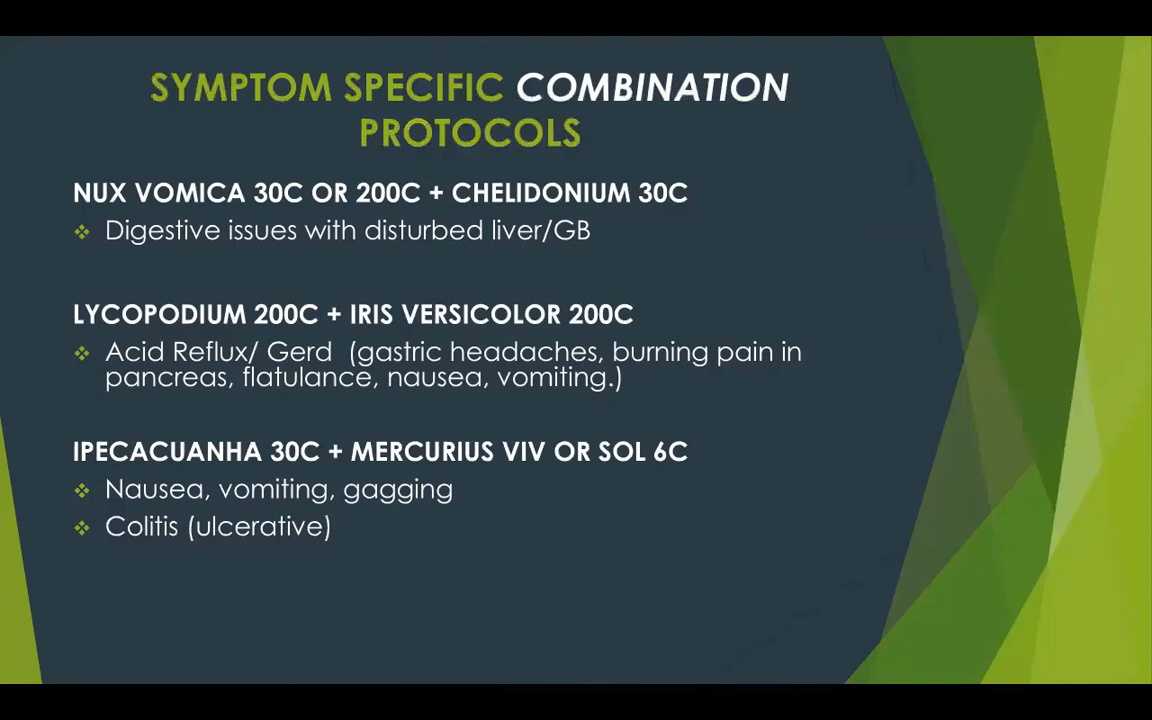 SYMPTOM SPECIFIC COMBINATION
PROTOCOLS
NUX VOMICA 30C OR 200C + CHELIDONIUM 30C
❖ Digestive issues with disturbed liver/GB
LYCOPODIUM 200C + IRIS VERSICOLOR 200C
❖ Acid Reflux/ Gerd (gastric headaches, burning pain in
pancreas, flatulance, nausea, vomiting.)
IPECACUANHA 30C + MERCURIUS VIV OR SOL 6C
❖ Nausea, vomiting, gagging
❖ Colitis (ulcerative)